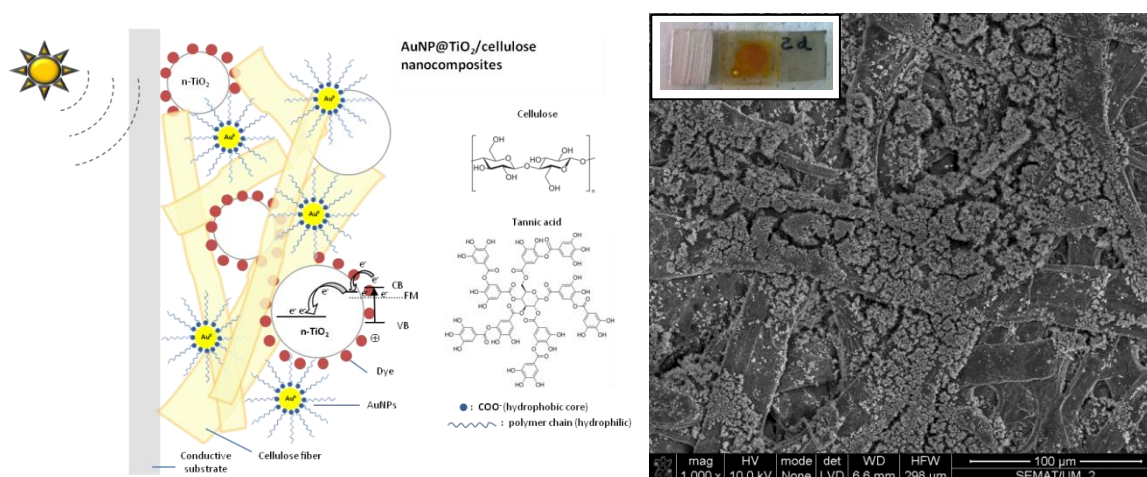 AuNP@TiO₂/cellulose
nanocomposites
n-TiO₂
Au⁰
Au⁰
Au⁰
Au⁰
Au⁰
Cellulose
Tannic acid
e⁻
e⁻
e⁻
e⁻
e⁻ e⁻
CB
FM
VB
n-TiO₂
Dye
AuNPs
Cellulose fiber
Conductive
substrate
: COO⁻ (hydrophobic core)
: polymer chain (hydrophilic)
mag HV mode det WD HFW 100 µm
1 000 x 10.0 kV None LVD 6.6 mm 298 µm SEMAT/UM_2